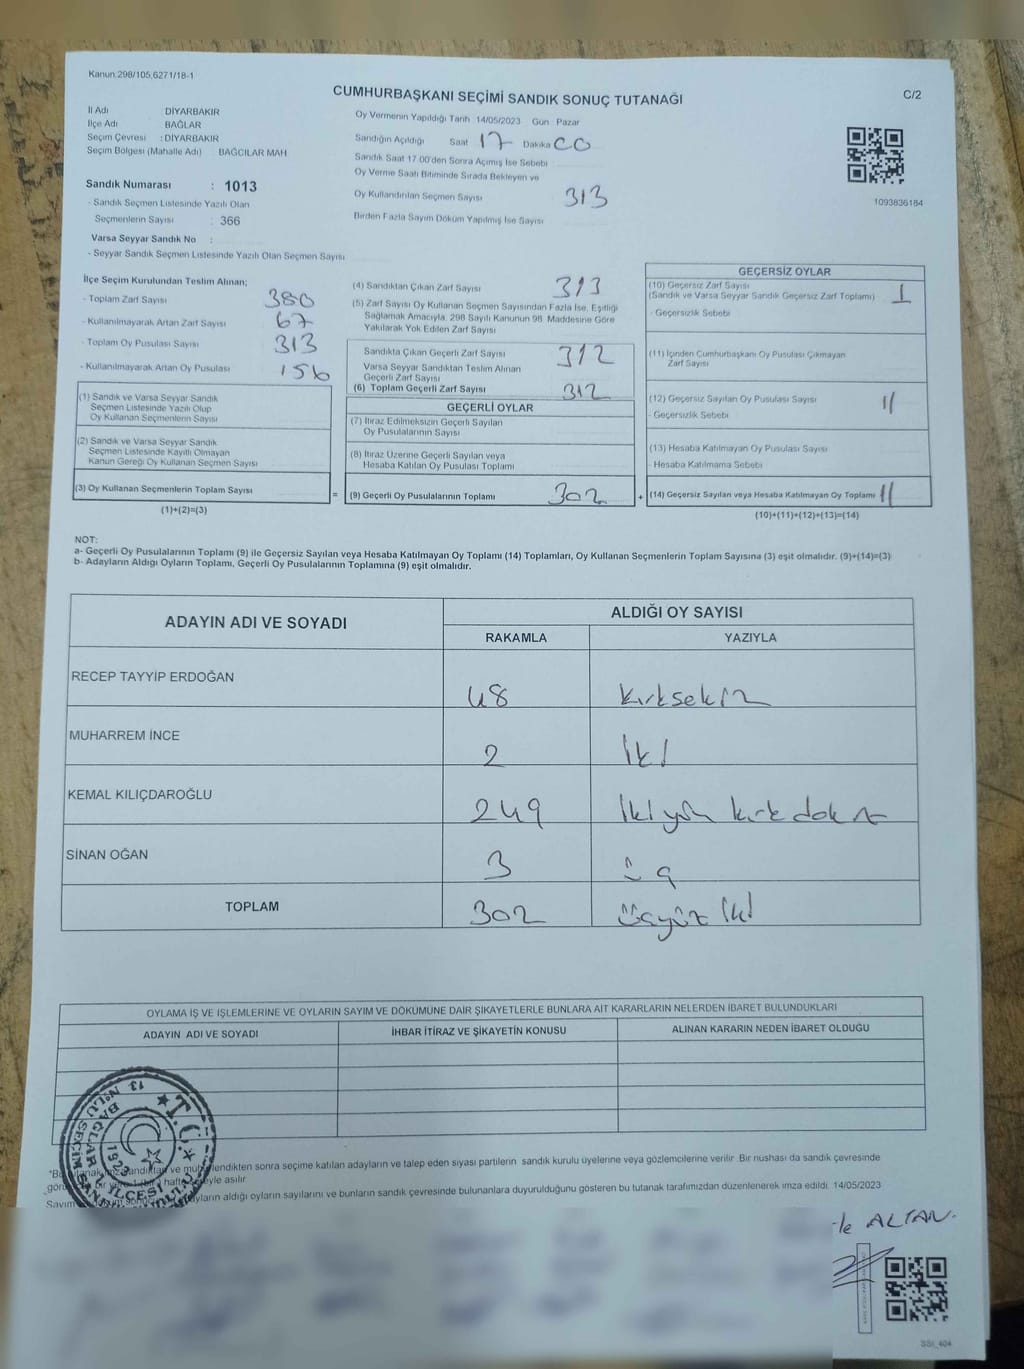 Kanun.298/105,6271/18-1
CUMHURBAŞKANI SEÇİMİ SANDIK SONUÇ TUTANAĞI
C/2
İl Adı DİYARBAKIR
İlçe Adı BAĞLAR
Seçim Çevresi : DİYARBAKIR
Seçim Bölgesi (Mahalle Adı) BAĞCILAR MAH
Sandık Numarası : 1013
- Sandık Seçmen Listesinde Yazılı Olan
Seçmenlerin Sayısı : 366
Varsa Seyyar Sandık No :
- Seyyar Sandık Seçmen Listesinde Yazılı Olan Seçmen Sayısı
Oy Vermenin Yapıldığı Tarih 14/05/2023 Gün Pazar
Sandığın Açıldığı Saat 17 Dakika 00
Sandık Saat 17.00'den Sonra Açımış İse Sebebi
Oy Verme Saati Bitiminde Sırada Bekleyen ve
Oy Kullandırılan Seçmen Sayısı 313
Birden Fazla Sayım Döküm Yapılmış İse Sayısı
1093836184
İlçe Seçim Kurulundan Teslim Alınan;
- Toplam Zarf Sayısı 380
- Kullanılmayarak Artan Zarf Sayısı 67
- Toplam Oy Pusulası Sayısı 313
- Kullanılmayarak Artan Oy Pusulası 156
(1) Sandık ve Varsa Seyyar Sandık
Seçmen Listesinde Yazılı Olup
Oy Kullanan Seçmenlerin Sayısı
(2) Sandık ve Varsa Seyyar Sandık
Seçmen Listesinde Kayıtlı Olmayan
Kanun Gereği Oy Kullanan Seçmen Sayısı
(3) Oy Kullanan Seçmenlerin Toplam Sayısı
(1)+(2)=(3)
(4) Sandıktan Çıkan Zarf Sayısı 313
(5) Zarf Sayısı Oy Kullanan Seçmen Sayısından Fazla İse, Eşitliği
Sağlamak Amacıyla, 298 Sayılı Kanunun 98. Maddesine Göre
Yakılarak Yok Edilen Zarf Sayısı
Sandıkta Çıkan Geçerli Zarf Sayısı 312
Varsa Seyyar Sandıktan Teslim Alınan
Geçerli Zarf Sayısı
(6) Toplam Geçerli Zarf Sayısı 312
GEÇERLİ OYLAR
(7) İtiraz Edilmeksizin Geçerli Sayılan
Oy Pusulalarının Sayısı
(8) İtiraz Üzerine Geçerli Sayılan veya
Hesaba Katılan Oy Pusulası Toplamı
= (9) Geçerli Oy Pusulalarının Toplamı 302 +
GEÇERSİZ OYLAR
(10) Geçersiz Zarf Sayısı
(Sandık ve Varsa Seyyar Sandık Geçersiz Zarf Toplamı) 1
- Geçersizlik Sebebi
(11) İçinden Cumhurbaşkanı Oy Pusulası Çıkmayan
Zarf Sayısı
(12) Geçersiz Sayılan Oy Pusulası Sayısı 11
- Geçersizlik Sebebi
(13) Hesaba Katılmayan Oy Pusulası Sayısı
- Hesaba Katılmama Sebebi
(14) Geçersiz Sayılan veya Hesaba Katılmayan Oy Toplamı 11
(10)+(11)+(12)+(13)=(14)
NOT:
a- Geçerli Oy Pusulalarının Toplamı (9) ile Geçersiz Sayılan veya Hesaba Katılmayan Oy Toplamı (14) Toplamları, Oy Kullanan Seçmenlerin Toplam Sayısına (3) eşit olmalıdır. (9)+(14)=(3)
b- Adayların Aldığı Oyların Toplamı, Geçerli Oy Pusulalarının Toplamına (9) eşit olmalıdır.
ADAYIN ADI VE SOYADI
ALDIĞI OY SAYISI
RAKAMLA YAZIYLA
RECEP TAYYİP ERDOĞAN 48 Kırksekiz
MUHARREM İNCE 2 İki
KEMAL KILIÇDAROĞLU 249 İkiyüz kırk dokuz
SİNAN OĞAN 3 üç
TOPLAM 302 üçyüz iki
OYLAMA İŞ VE İŞLEMLERİNE VE OYLARIN SAYIM VE DÖKÜMÜNE DAİR ŞİKAYETLERLE BUNLARA AİT KARARLARIN NELERDEN İBARET BULUNDUKLARI
ADAYIN ADI VE SOYADI İHBAR İTİRAZ VE ŞİKAYETİN KONUSU ALINAN KARARIN NEDEN İBARET OLDUĞU
T.C. BAĞLAR İLÇESİ 1923
sandıktan ve müh lendikten sonra seçime katılan adayların ve talep eden siyasi partilerin sandık kurulu üyelerine veya gözlemcilerine verilir .Bir nüshası da sandık çevresinde
hafta süreyle asılır.
Sayım yların aldığı oyların sayılarını ve bunların sandık çevresinde bulunanlara duyurulduğunu gösteren bu tutanak tarafımızdan düzenlenerek imza edildi. 14/05/2023
le ALTAN.
SSİ_404